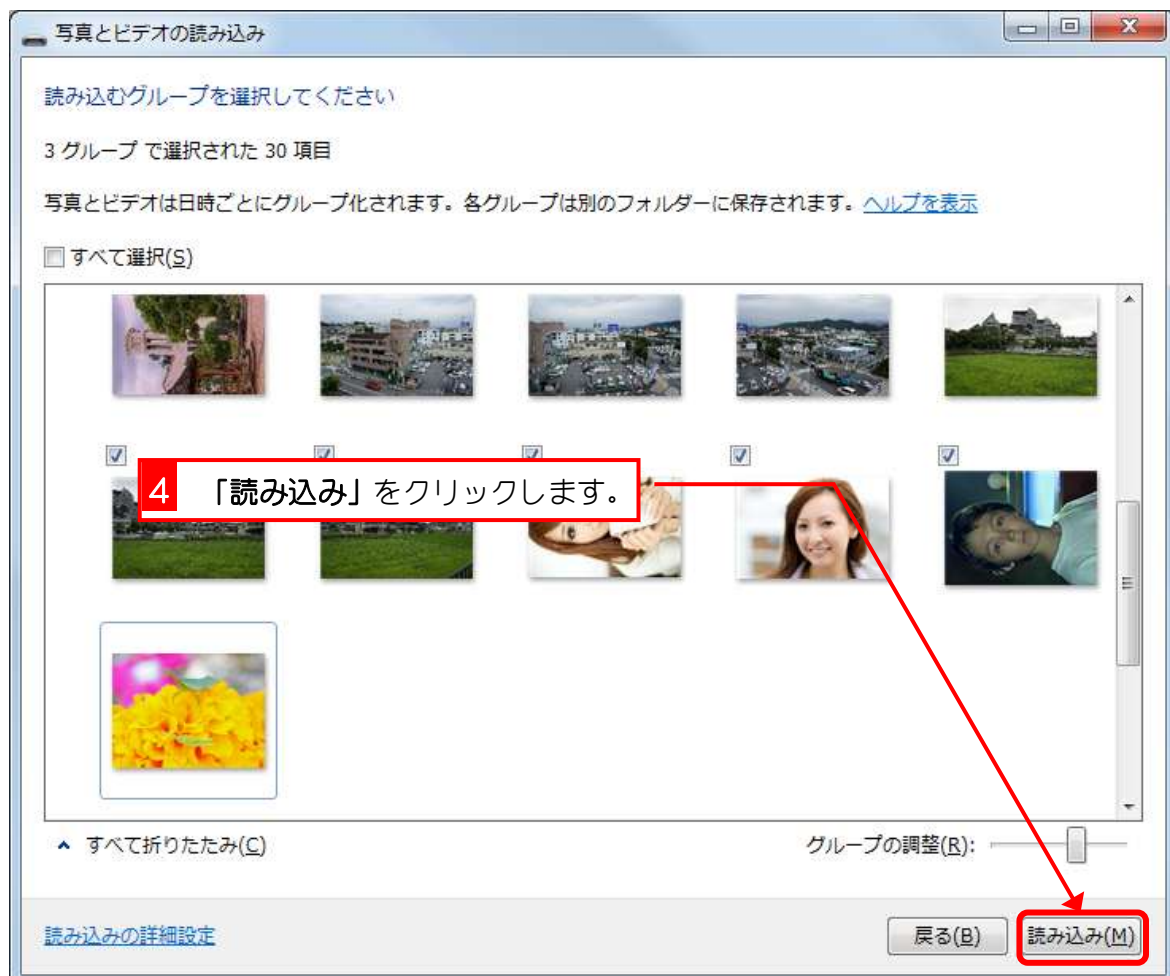 写真とビデオの読み込み
読み込むグループを選択してください
3 グループ で選択された 30 項目
写真とビデオは日時ごとにグループ化されます。各グループは別のフォルダーに保存されます。ヘルプを表示
すべて選択(S)
4 「読み込み」をクリックします。
すべて折りたたみ(C) グループの調整(R):
読み込みの詳細設定 戻る(B) 読み込み(M)